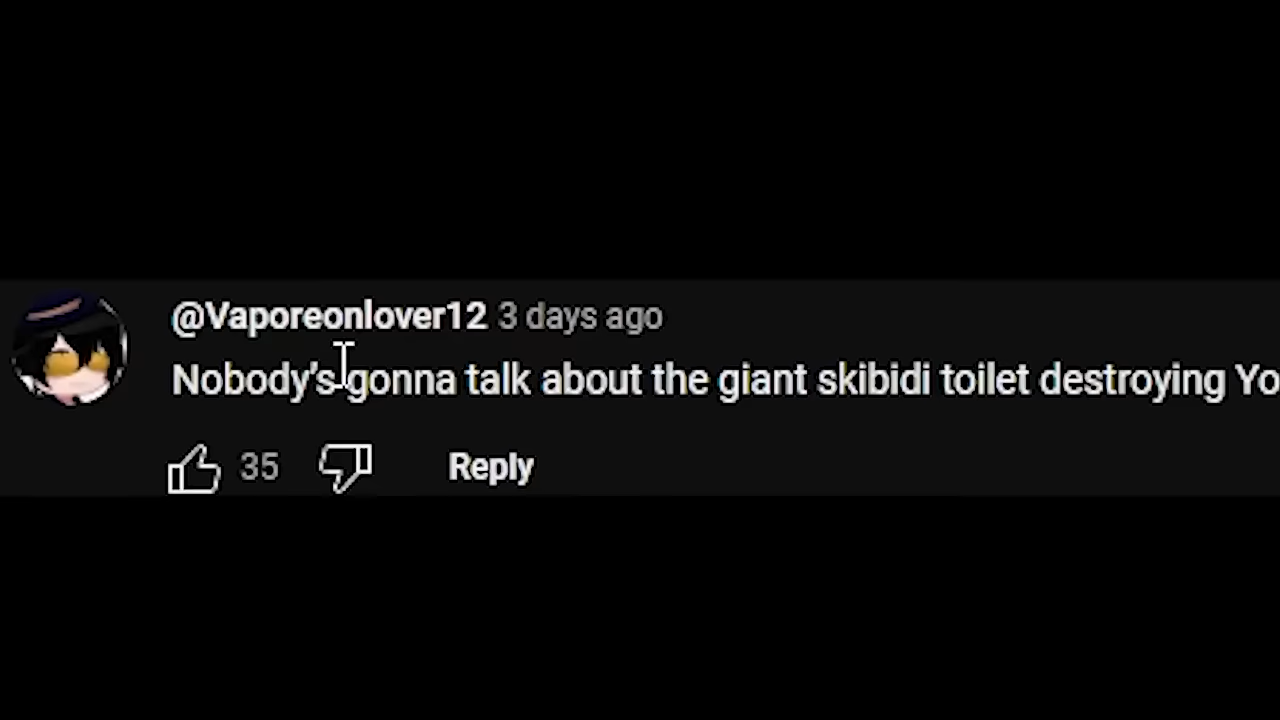 @Vaporeonlover12 3 days ago
Nobody's gonna talk about the giant skibidi toilet destroying Yo
35 Reply